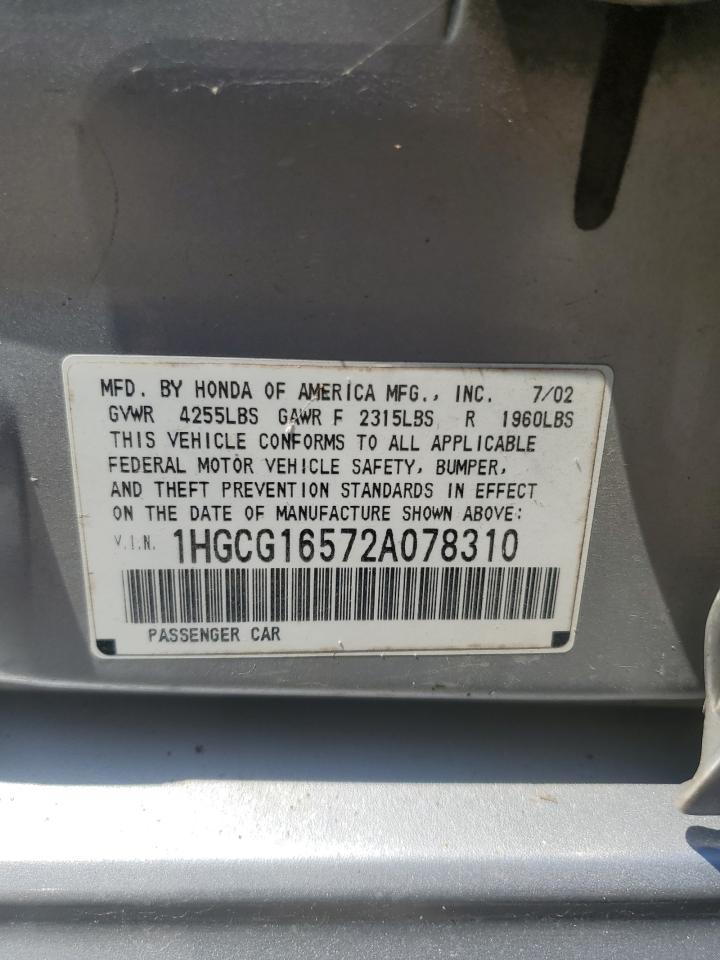 MFD. BY HONDA OF AMERICA MFG., INC. 7/02
GVWR 4255LBS GAWR F 2315LBS R 1960LBS
THIS VEHICLE CONFORMS TO ALL APPLICABLE
FEDERAL MOTOR VEHICLE SAFETY, BUMPER,
AND THEFT PREVENTION STANDARDS IN EFFECT
ON THE DATE OF MANUFACTURE SHOWN ABOVE:
V.I.N. 1HGCG16572A078310
PASSENGER CAR